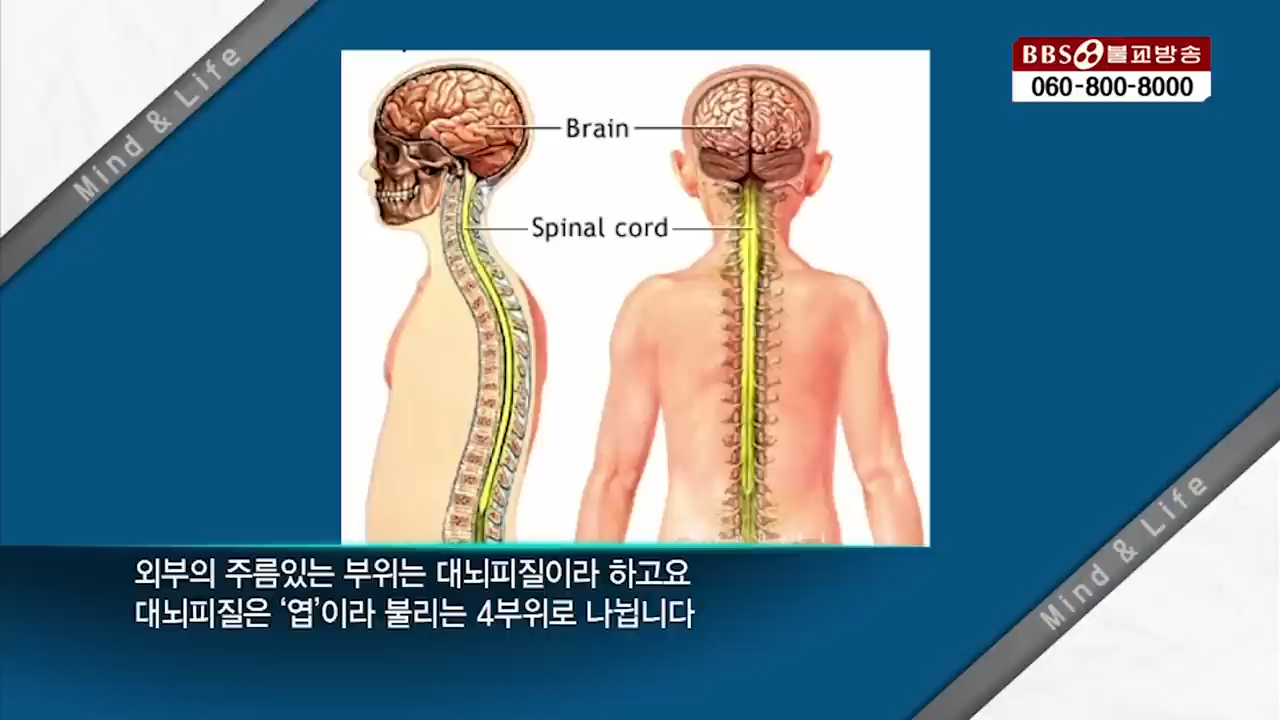 Mind & Life
BBS 불교방송
060-800-8000
Brain
Spinal cord
외부의 주름있는 부위는 대뇌피질이라 하고요
대뇌피질은 ‘엽’이라 불리는 4부위로 나뉩니다
Mind & Life